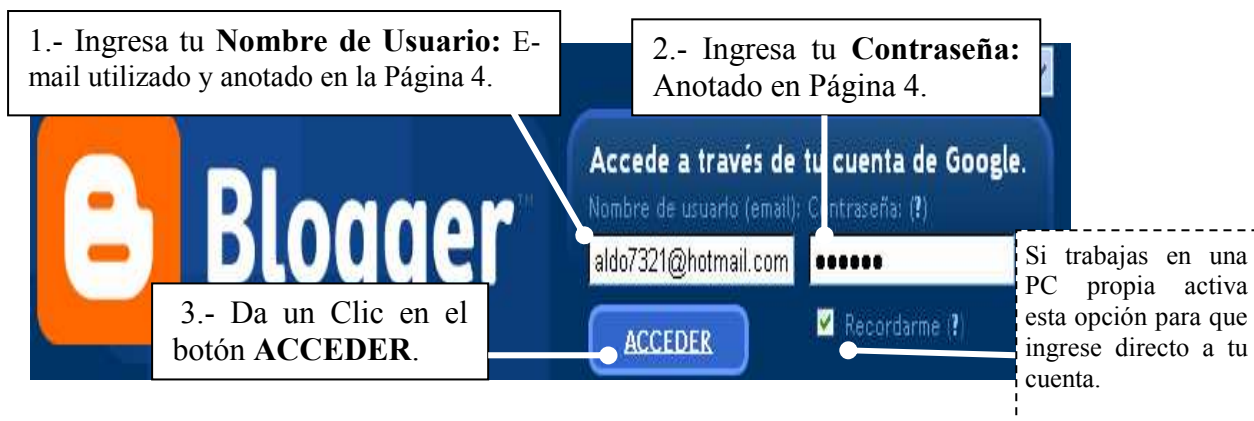 1.- Ingresa tu Nombre de Usuario: E-
mail utilizado y anotado en la Página 4.
2.- Ingresa tu Contraseña:
Anotado en Página 4.
Blogger™
Accede a través de tu cuenta de Google.
Nombre de usuario (email): Contraseña: (?)
aldo7321@hotmail.com ●●●●●●
3.- Da un Clic en el
botón ACCEDER.
ACCEDER
Recordarme (?)
Si trabajas en una
PC propia activa
esta opción para que
ingrese directo a tu
cuenta.